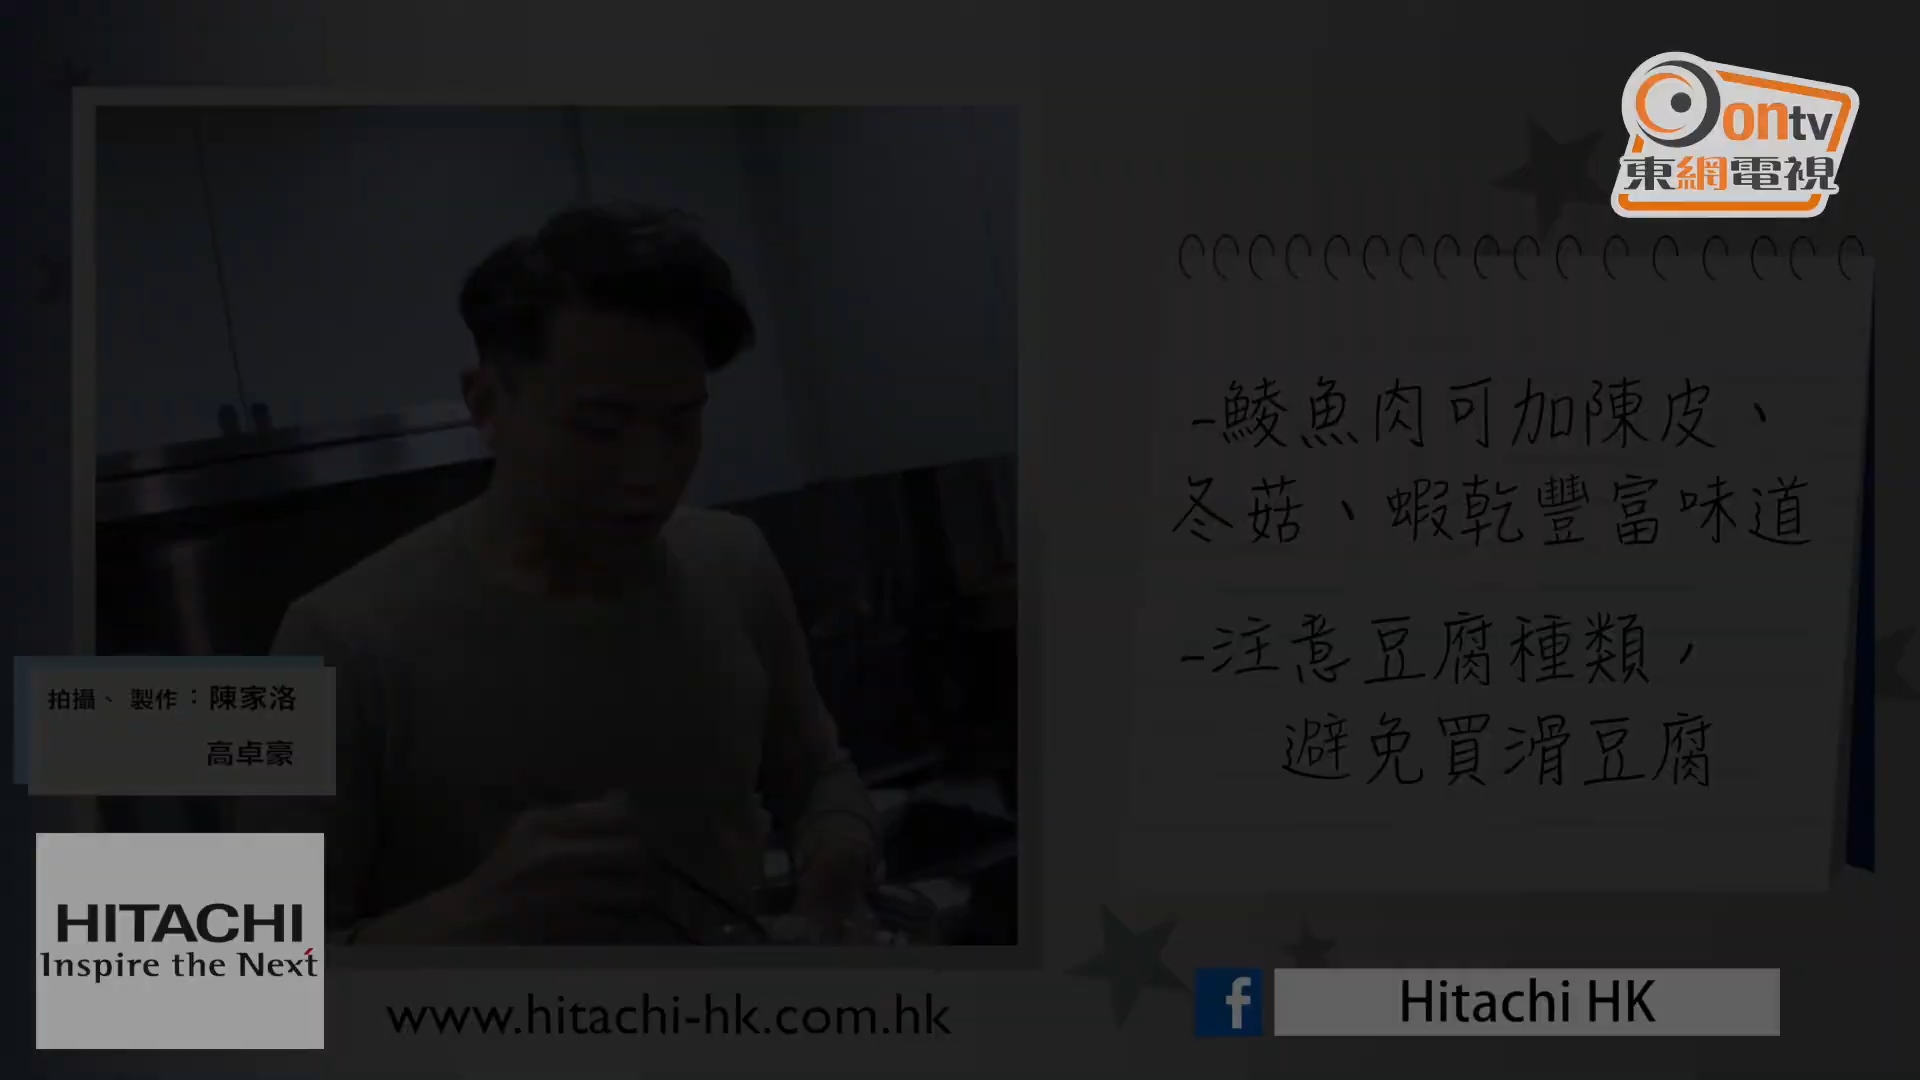 ontv
東網電視
-鯪魚肉可加陳皮、
冬菇、蝦乾豐富味道
-注意豆腐種類，
避免買滑豆腐
拍攝、 製作：陳家洛
高卓豪
HITACHI
Inspire the Next
www.hitachi-hk.com.hk
f Hitachi HK